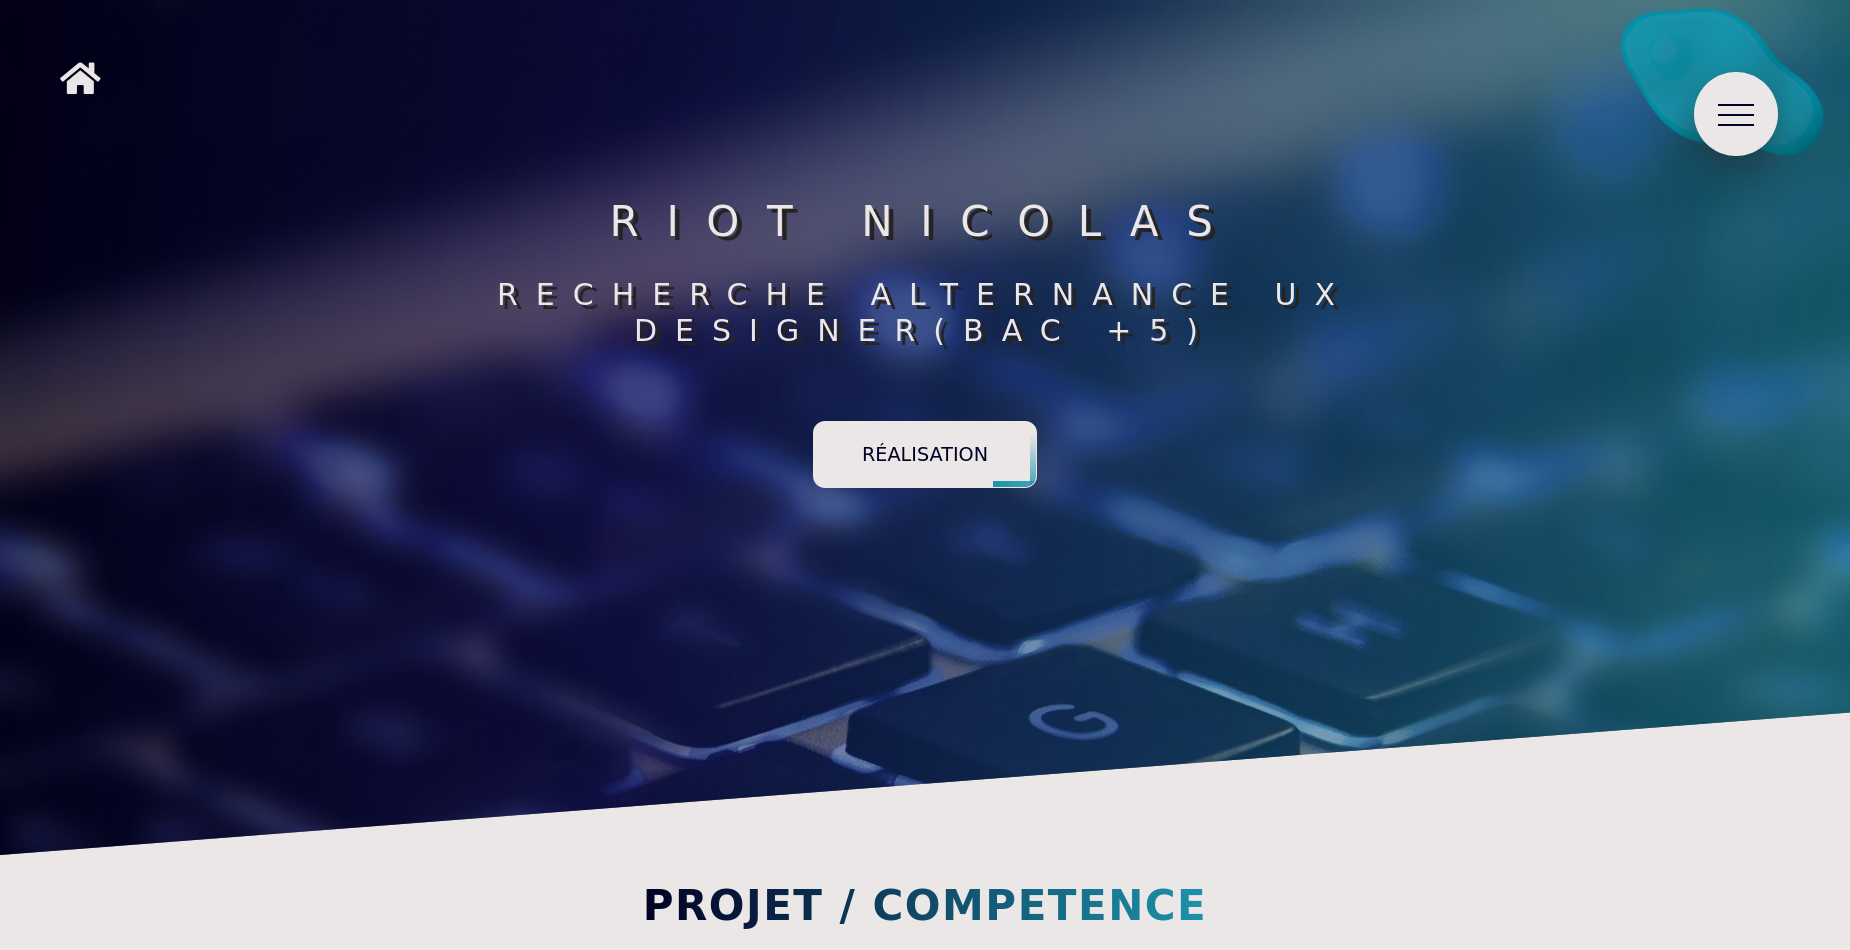 RIOT NICOLAS
RECHERCHE ALTERNANCE UX
DESIGNER(BAC +5)
RÉALISATION
H
G
PROJET / COMPETENCE